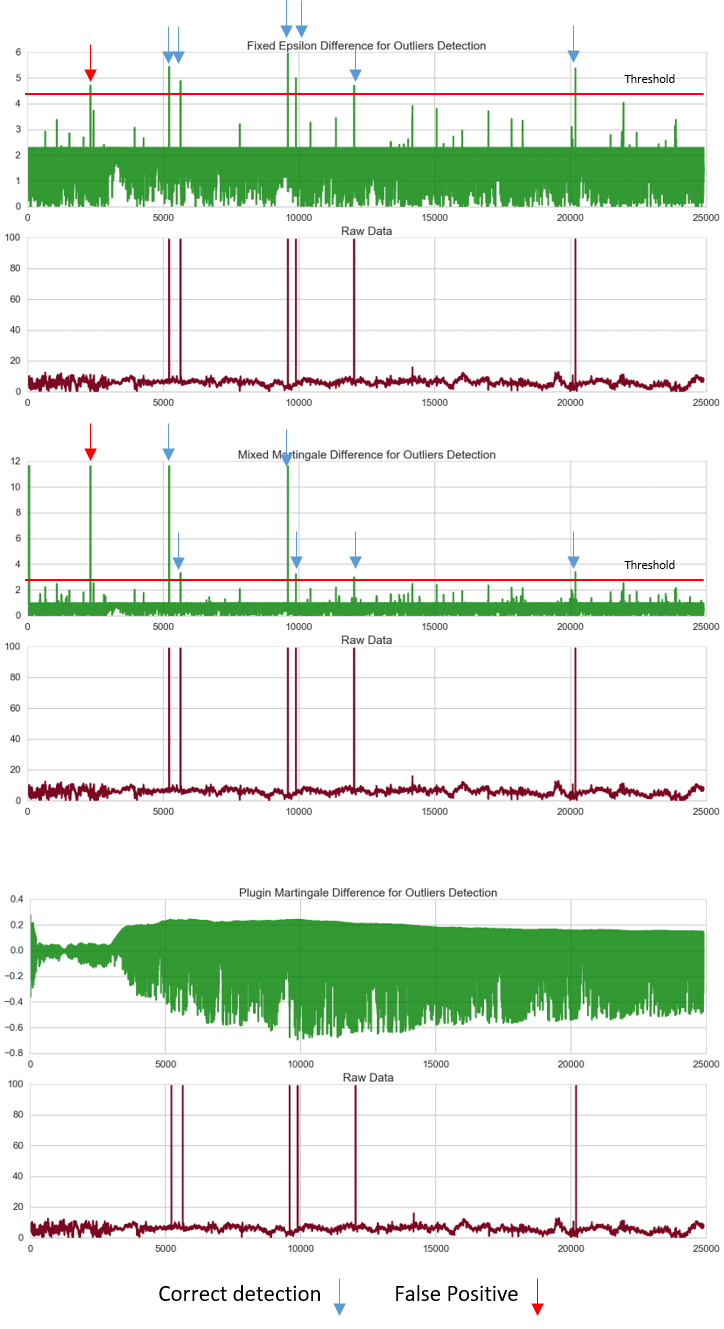 Fixed Epsilon Difference for Outliers Detection
6
5
4
3
2
1
0
Threshold
0 5000 10000 15000 20000 25000
Raw Data
100
80
60
40
20
0
0 5000 10000 15000 20000 25000
Mixed Martingale Difference for Outliers Detection
12
10
8
6
4
2
0
Threshold
0 5000 10000 15000 20000 25000
Raw Data
100
80
60
40
20
0
0 5000 10000 15000 20000 25000
Plugin Martingale Difference for Outliers Detection
0.4
0.2
0.0
−0.2
−0.4
−0.6
−0.8
0 5000 10000 15000 20000 25000
Raw Data
100
80
60
40
20
0
0 5000 10000 15000 20000 25000
Correct detection False Positive